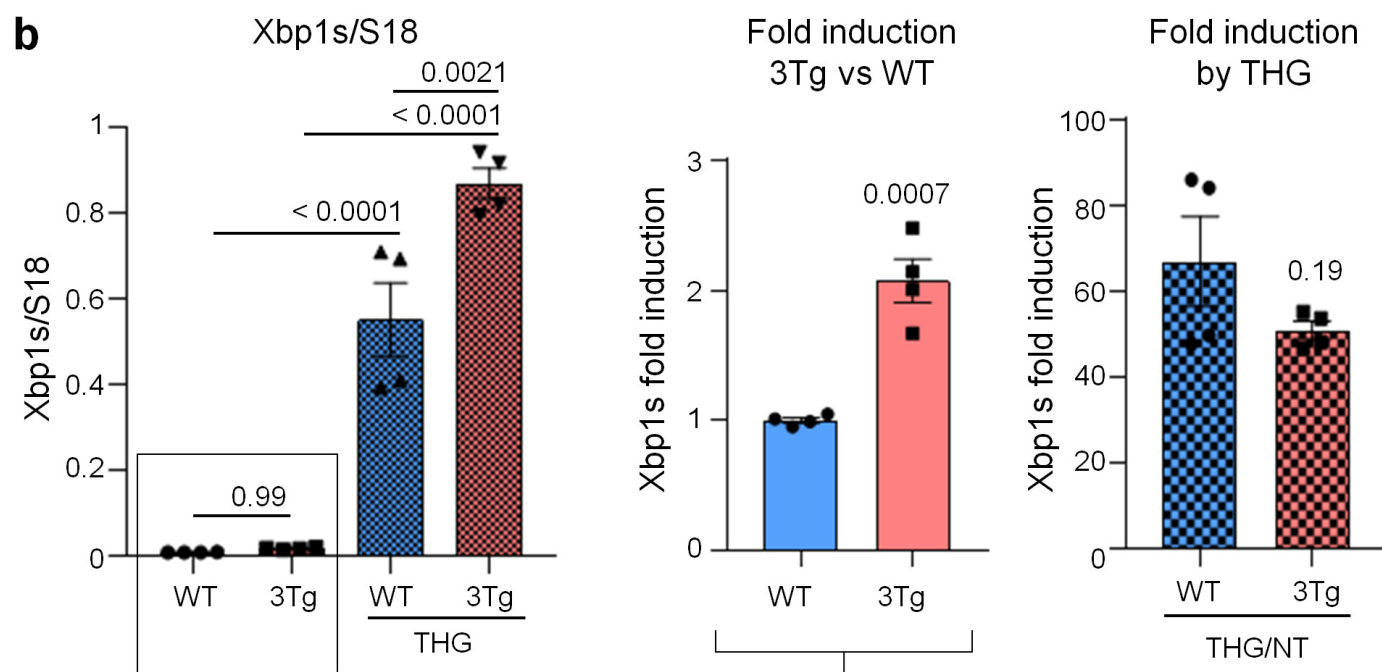 b
Xbp1s/S18
0.0021
< 0.0001
< 0.0001
0.99
Xbp1s/S18
1
0.8
0.6
0.4
0.2
0
WT
3Tg
WT
3Tg
THG
Fold induction
3Tg vs WT
0.0007
Xbp1s fold induction
3
2
1
0
WT
3Tg
Fold induction
by THG
0.19
Xbp1s fold induction
100
80
60
40
20
0
WT
3Tg
THG/NT